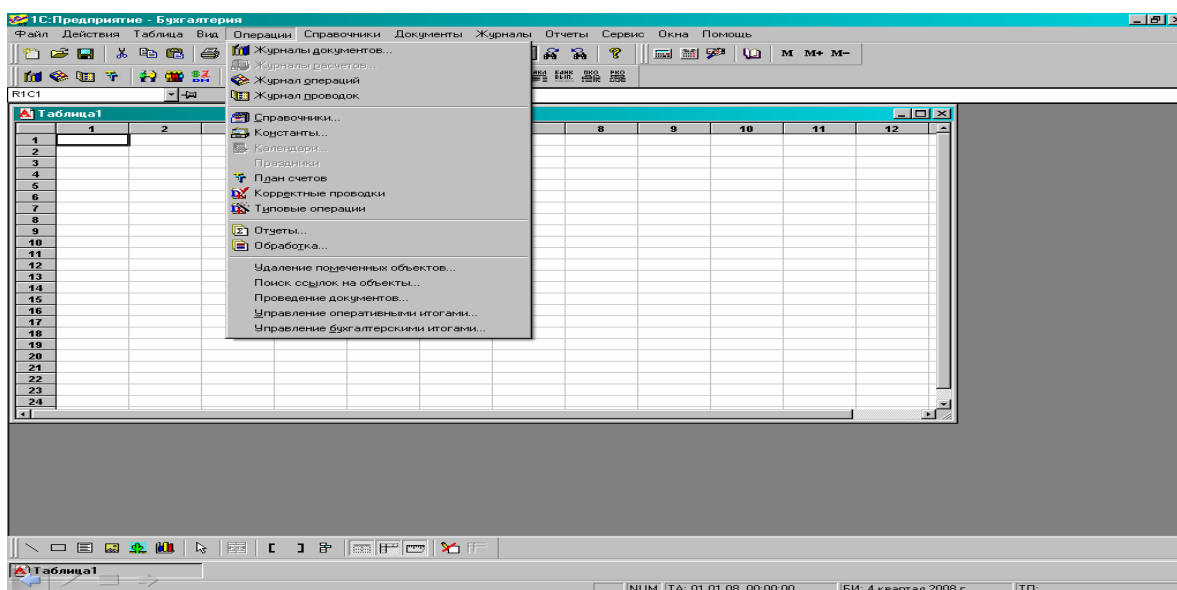 1С:Предприятие - Бухгалтерия
Файл Действия Таблица Вид Операции Справочники Документы Журналы Отчеты Сервис Окна Помощь
M M+ M-
R1C1
Таблица1
1 2 8 9 10 11 12
Журналы документов...
Журналы расчетов...
Журнал операций
Журнал проводок
Справочники...
Константы...
Календари...
Праздники
План счетов
Корректные проводки
Типовые операции
Отчеты...
Обработка...
Удаление помеченных объектов...
Поиск ссылок на объекты...
Проведение документов...
Управление оперативными итогами...
Управление бухгалтерскими итогами...
1
2
3
4
5
6
7
8
9
10
11
12
13
14
15
16
17
18
19
20
21
22
23
24
Таблица1
NUM ТА: 01.01.08 00:00:00 БИ: 4 квартал 2008 г. ТП: